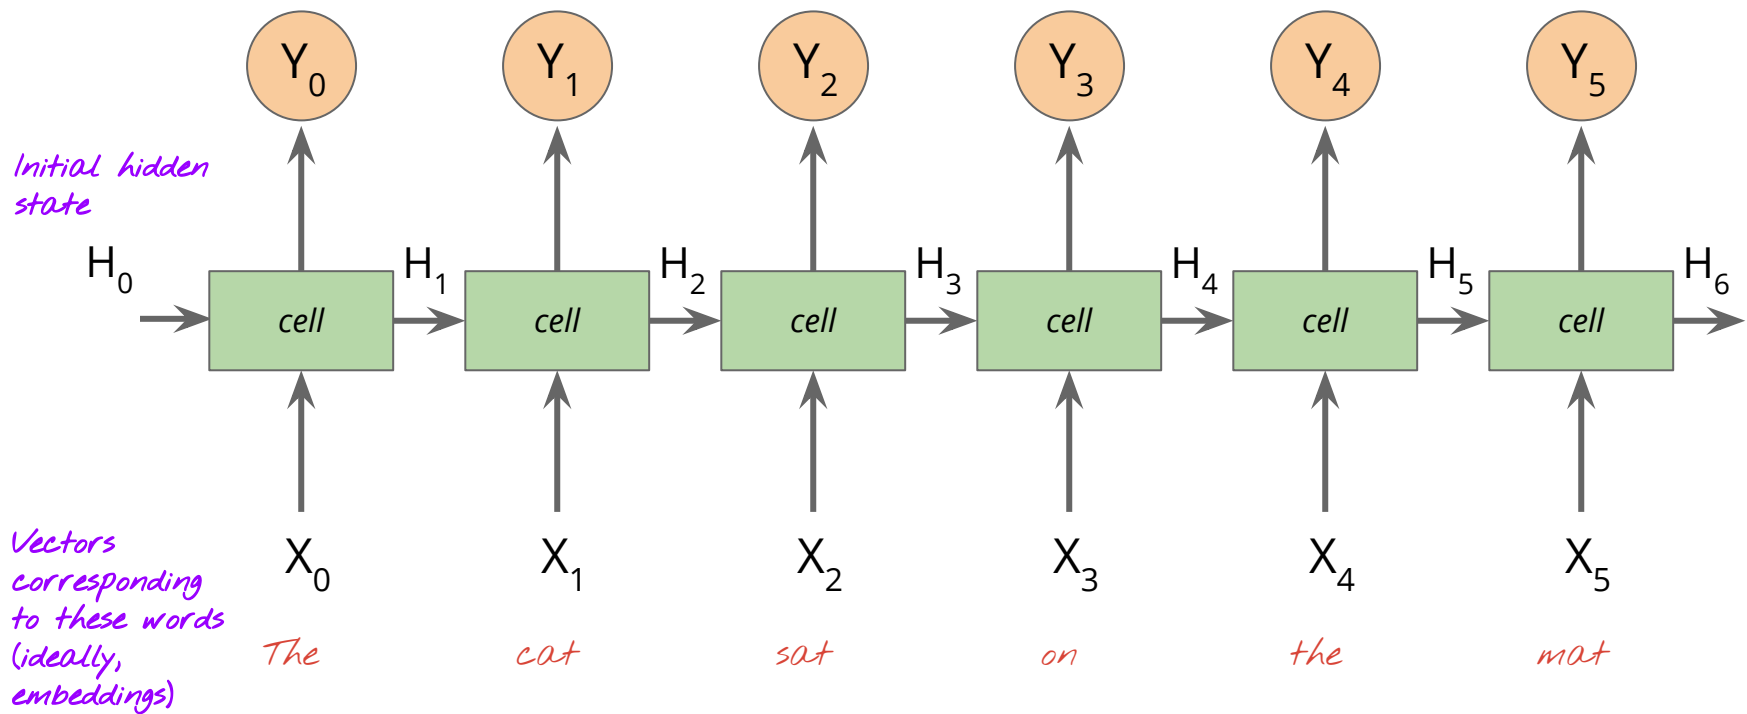 Y0 Y1 Y2 Y3 Y4 Y5
Initial hidden
state
H0 H1 H2 H3 H4 H5 H6
cell cell cell cell cell cell
X0 X1 X2 X3 X4 X5
Vectors
corresponding
to these words
(ideally,
embeddings)
The cat sat on the mat